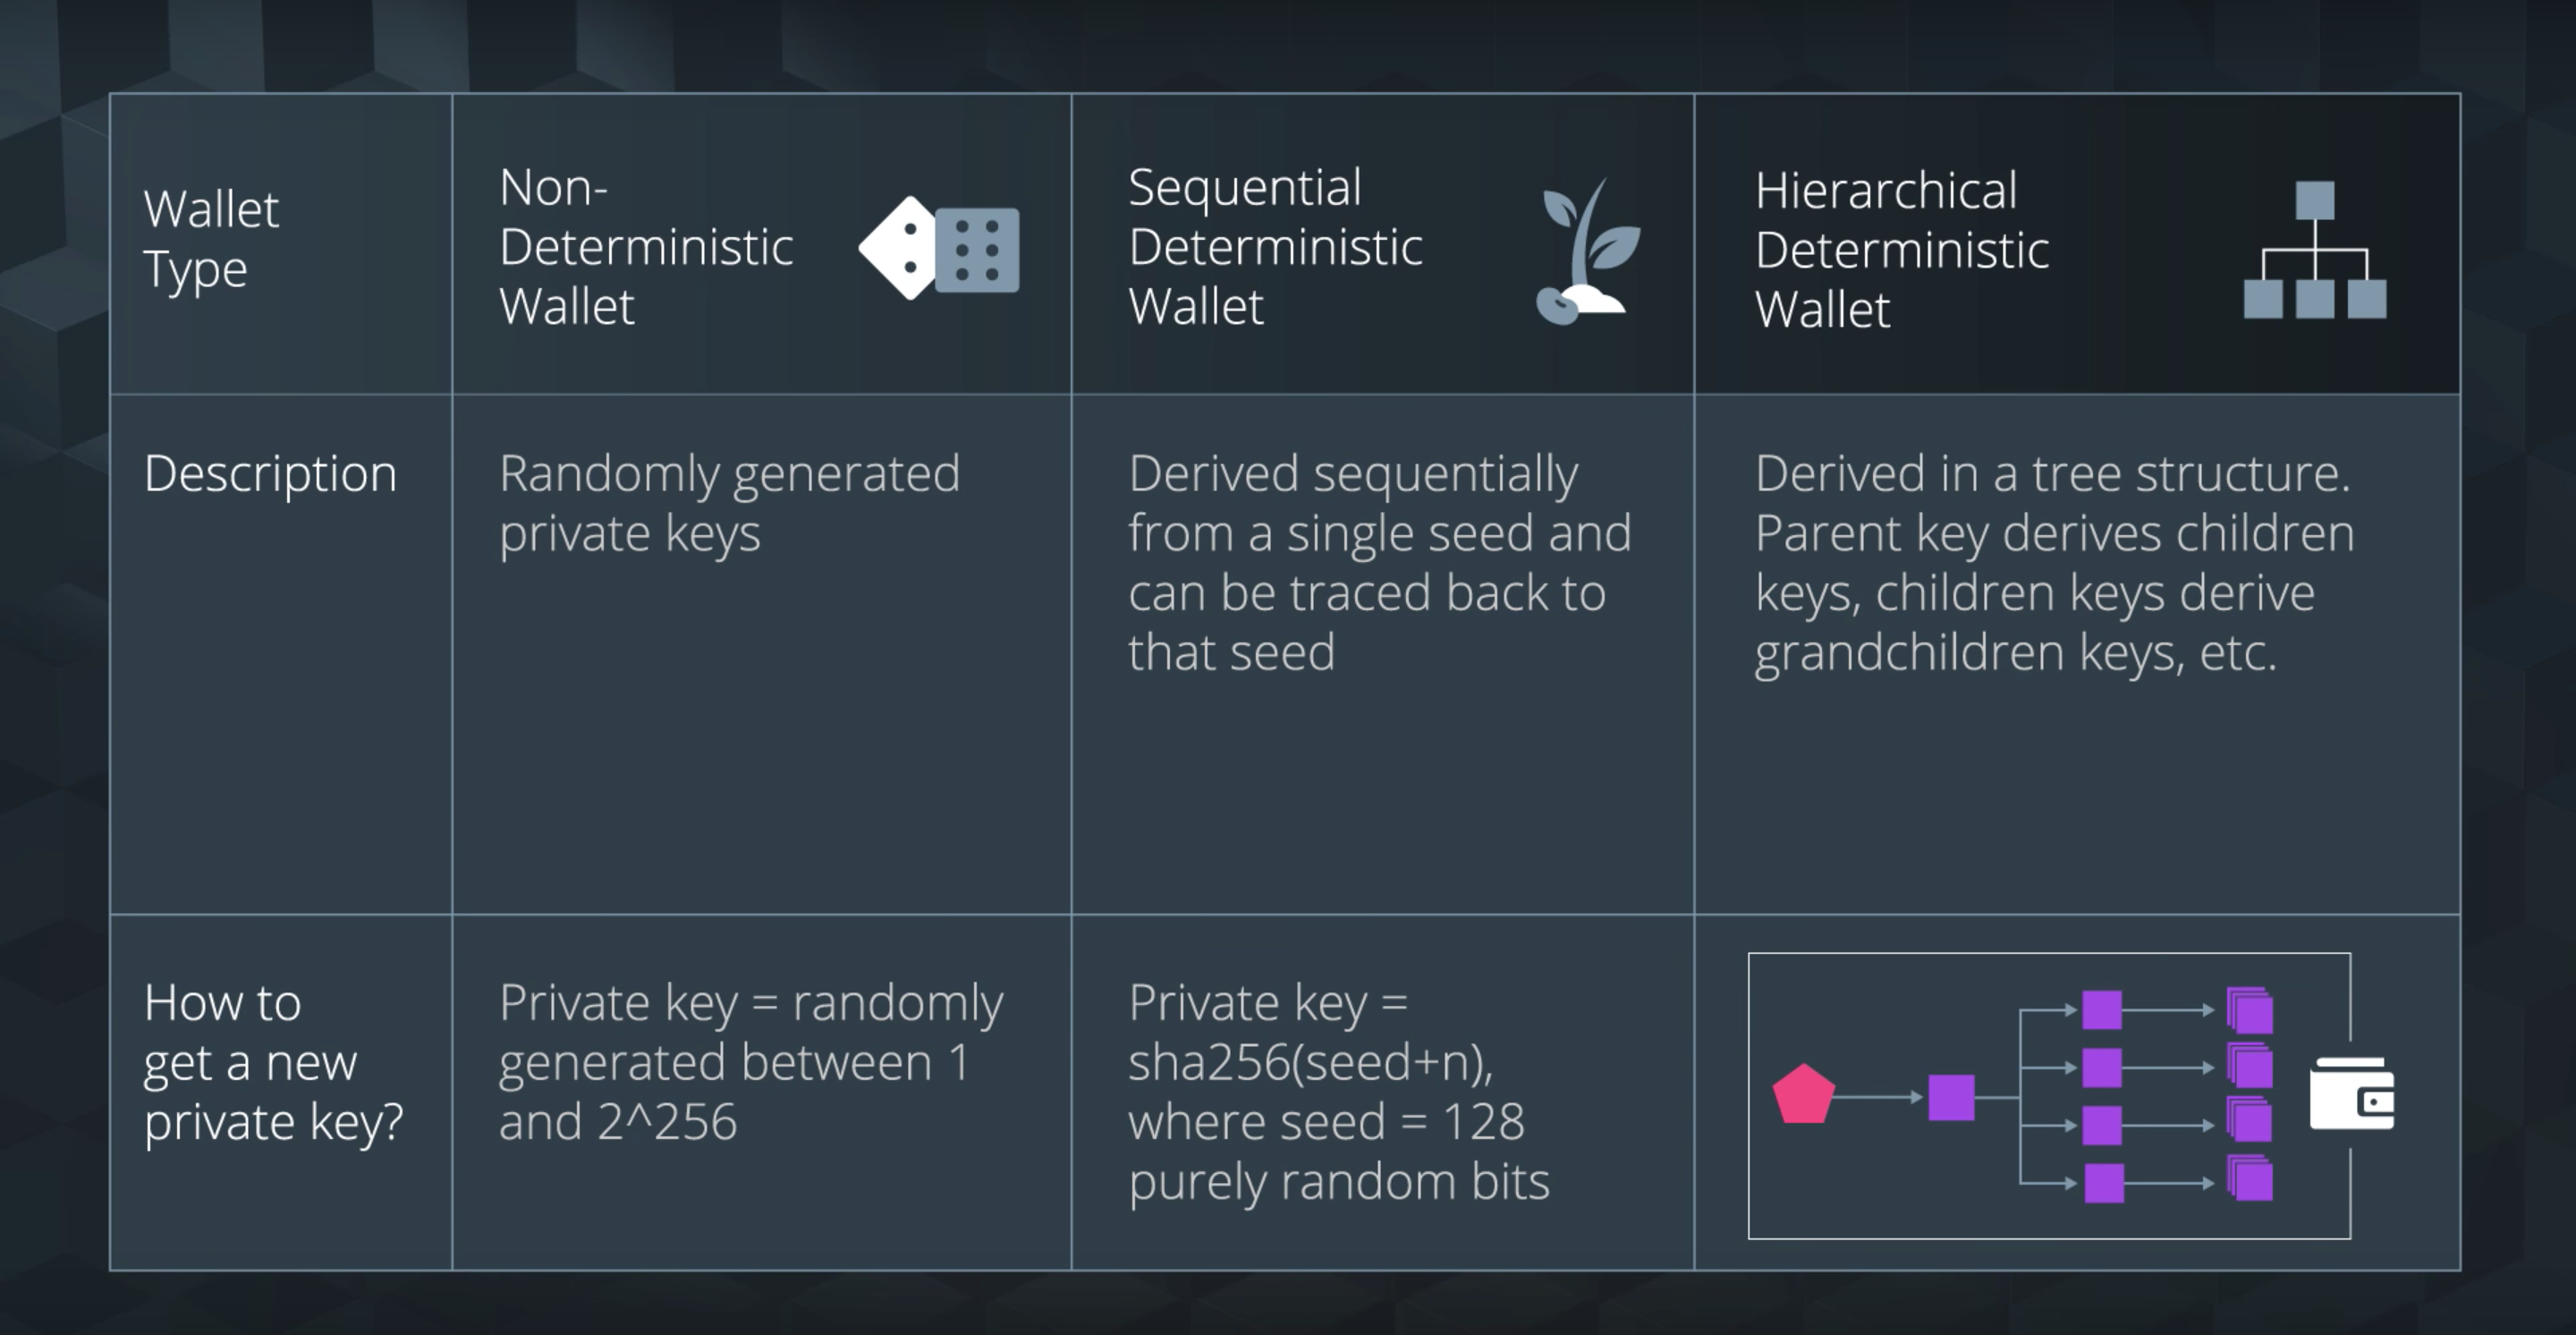 Wallet
Type
Non-
Deterministic
Wallet
Sequential
Deterministic
Wallet
Hierarchical
Deterministic
Wallet
Description
Randomly generated
private keys
Derived sequentially
from a single seed and
can be traced back to
that seed
Derived in a tree structure.
Parent key derives children
keys, children keys derive
grandchildren keys, etc.
How to
get a new
private key?
Private key = randomly
generated between 1
and 2^256
Private key =
sha256(seed+n),
where seed = 128
purely random bits